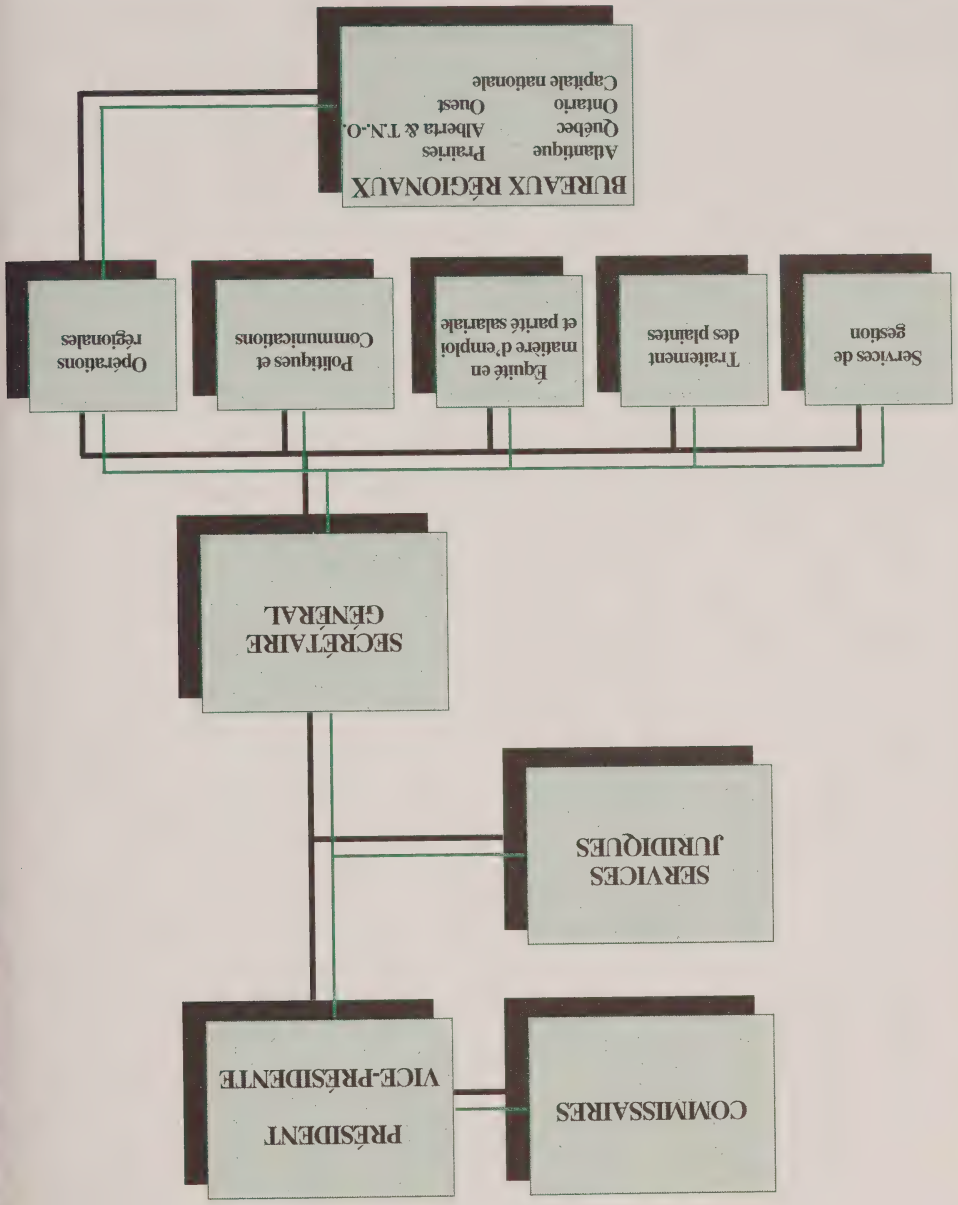 COMMISSAIRES
PRÉSIDENT
VICE-PRÉSIDENTE
SERVICES
JURIDIQUES
SECRÉTAIRE
GÉNÉRAL
Services de
gestion
Traitement
des plaintes
Équité en
matière d'emploi
et parité salariale
Politiques et
Communications
Opérations
régionales
BUREAUX RÉGIONAUX
Atlantique Prairies
Québec Alberta & T.N.-O.
Ontario Ouest
Capitale nationale